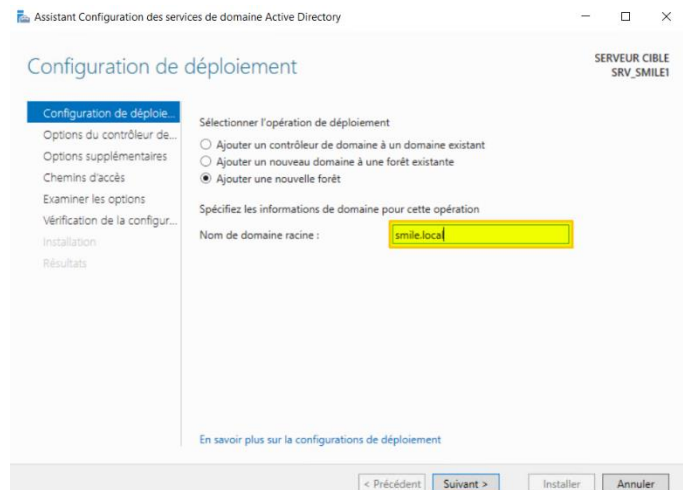 Assistant Configuration des services de domaine Active Directory
Configuration de déploiement
SERVEUR CIBLE
SRV_SMILE1
Configuration de déploie...
Options du contrôleur de...
Options supplémentaires
Chemins d'accès
Examiner les options
Vérification de la configur...
Installation
Résultats
Sélectionner l'opération de déploiement
Ajouter un contrôleur de domaine à un domaine existant
Ajouter un nouveau domaine à une forêt existante
Ajouter une nouvelle forêt
Spécifiez les informations de domaine pour cette opération
Nom de domaine racine : smile.local
En savoir plus sur la configurations de déploiement
< Précédent Suivant > Installer Annuler